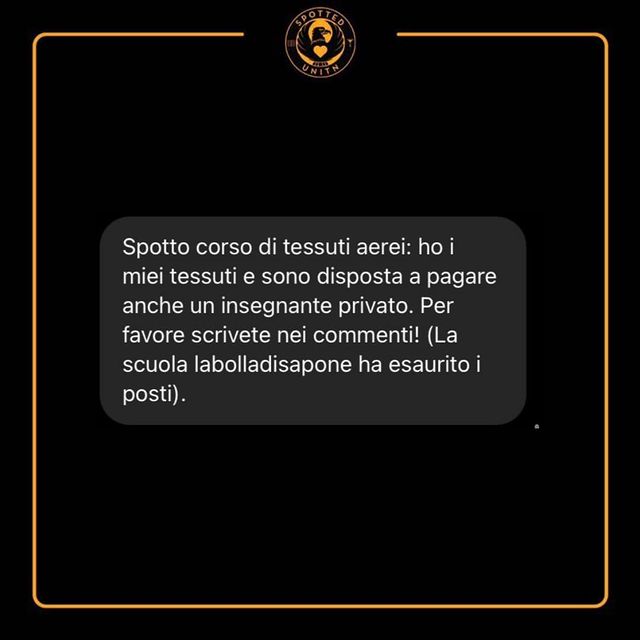 SPOTTED
UNITN
Spotto corso di tessuti aerei: ho i
miei tessuti e sono disposta a pagare
anche un insegnante privato. Per
favore scrivete nei commenti! (La
scuola labolladisapone ha esaurito i
posti).